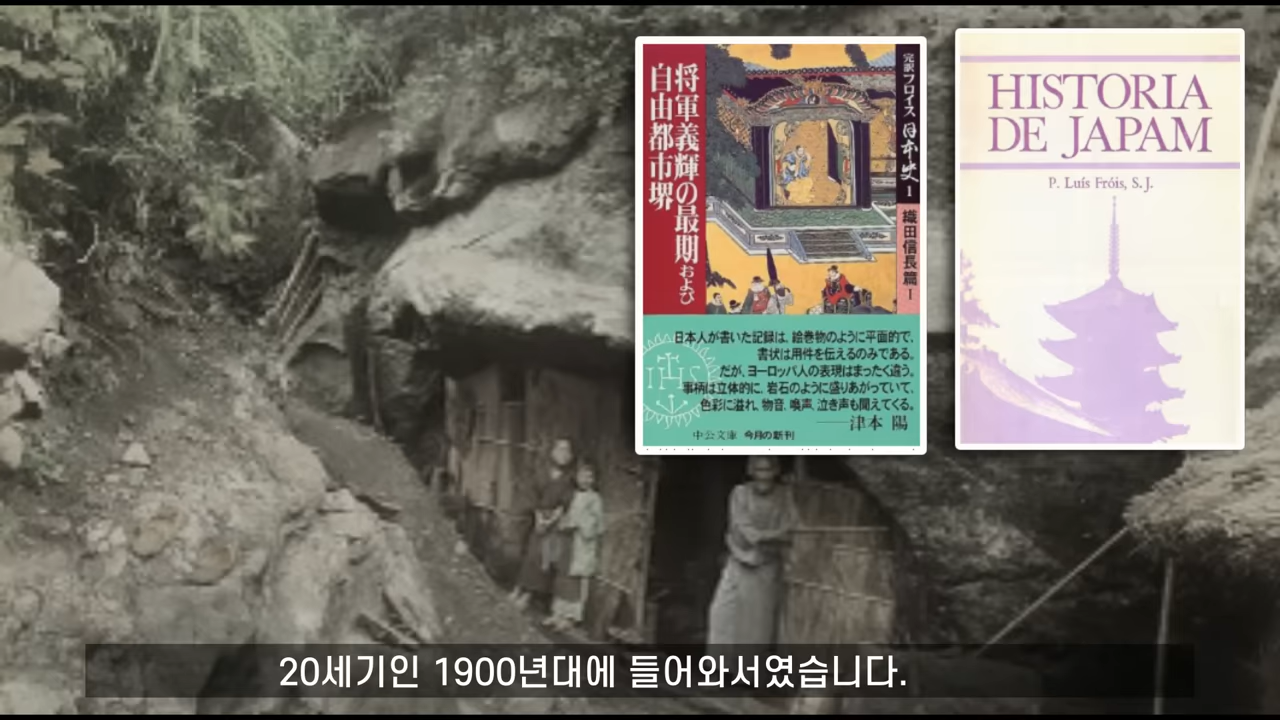 将軍義輝の最期および
自由都市堺
完訳フロイス日本史1
織田信長篇I
日本人が書いた記録は、絵巻物のように平面的で、
書状は用件を伝えるのみである。
だが、ヨーロッパ人の表現はまったく違う。
事柄は立体的に、岩石のように盛りあがっていて、
色彩に溢れ、物音、喚声、泣き声も聞えてくる。
——津本 陽
IHS
中公文庫 今月の新刊
HISTORIA
DE JAPAM
P. Luís Fróis, S.J.
20세기인 1900년대에 들어와서였습니다.